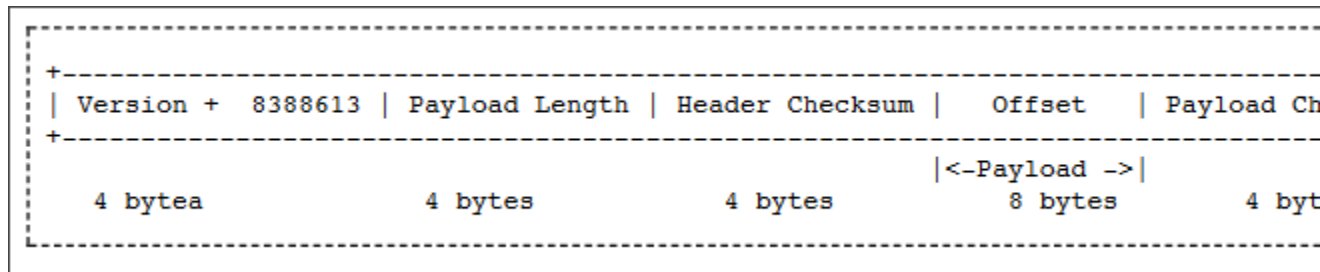 +-------------------------------------------------------------------------------
| Version +  8388613 | Payload Length | Header Checksum |   Offset   | Payload Ch
+-------------------------------------------------------------------------------
|<-Payload ->|
4 bytea 4 bytes 4 bytes 8 bytes 4 byt